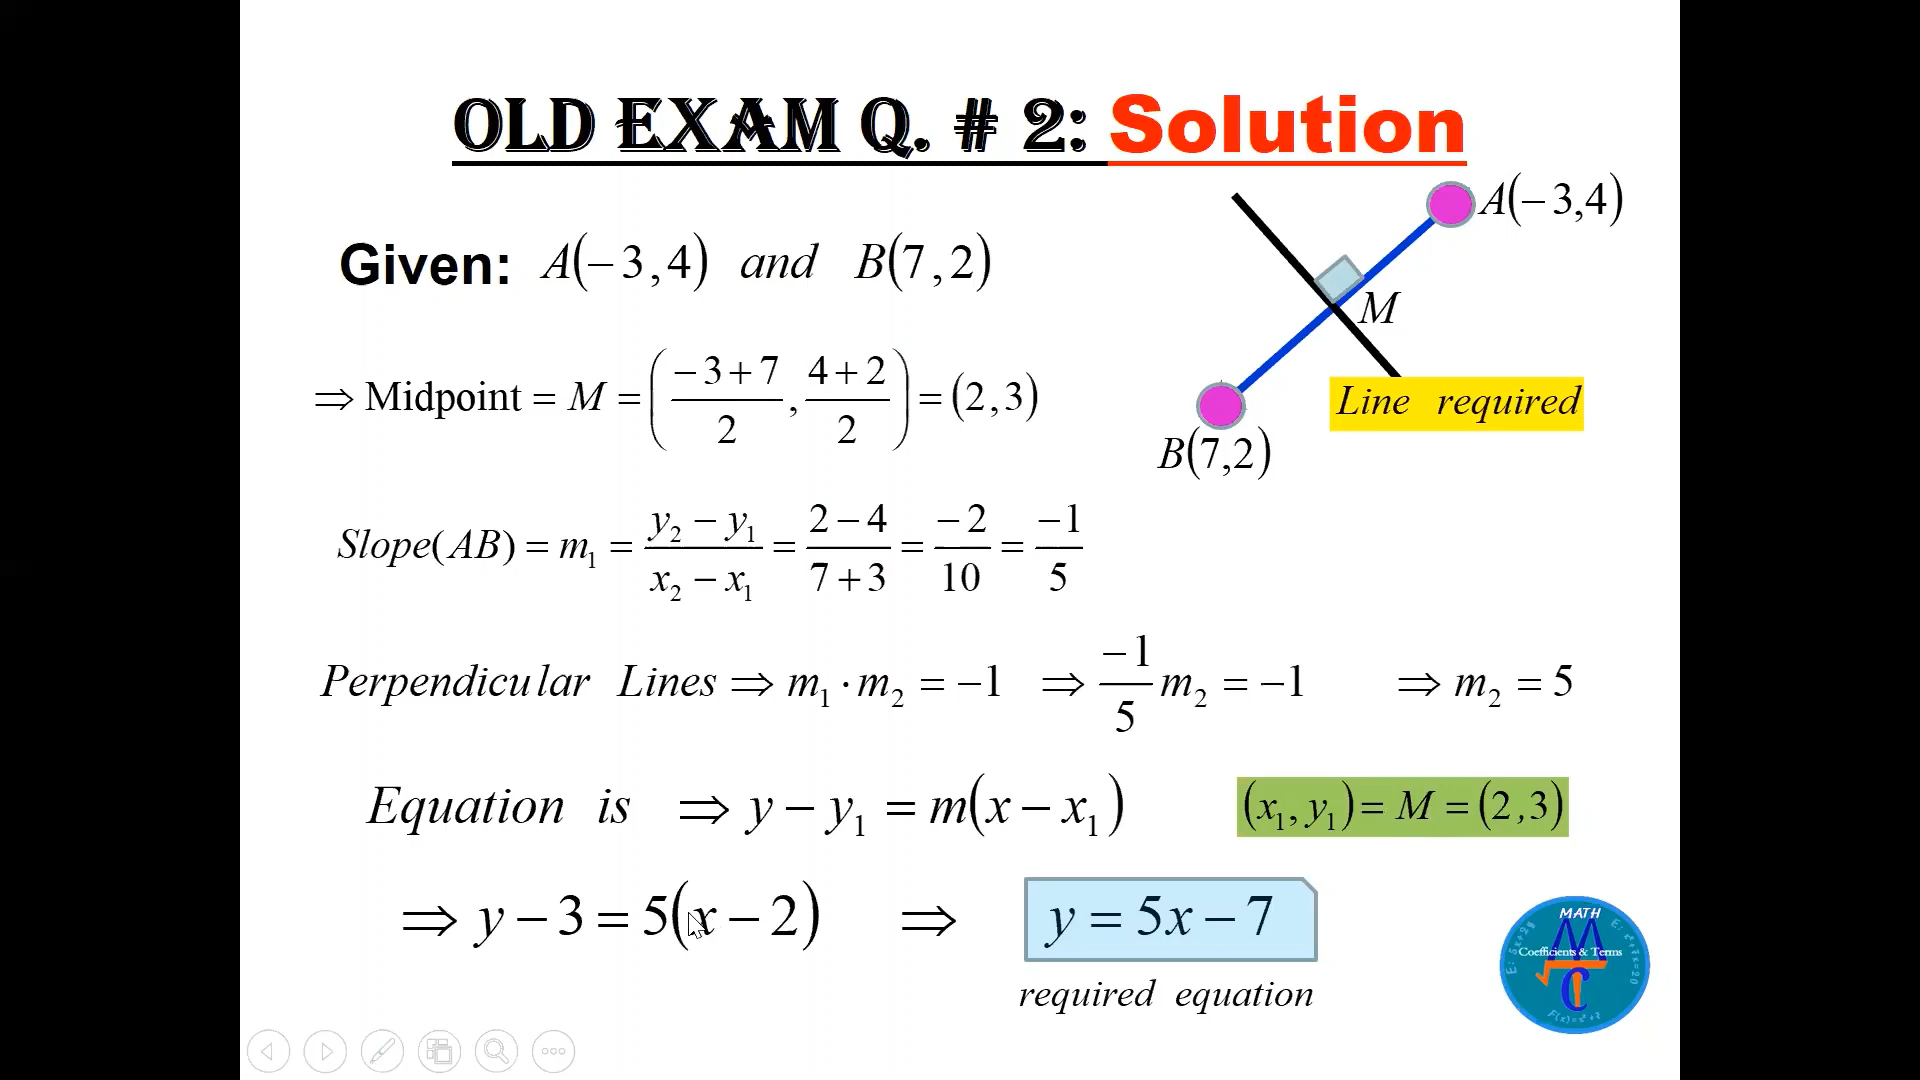 OLD EXAM Q. # 2: Solution
A(−3,4)
Given: A(−3,4) and B(7,2)
M
⇒ Midpoint = M = ((−3+7)/2, (4+2)/2) = (2,3)
Line required
B(7,2)
Slope(AB) = m₁ = (y₂ − y₁)/(x₂ − x₁) = (2−4)/(7+3) = −2/10 = −1/5
Perpendicular Lines ⇒ m₁ · m₂ = −1 ⇒ −1/5 m₂ = −1 ⇒ m₂ = 5
Equation is ⇒ y − y₁ = m(x − x₁)
(x₁, y₁) = M = (2,3)
⇒ y − 3 = 5(x − 2) ⇒ y = 5x − 7
required equation
MATH
Coefficients & Terms